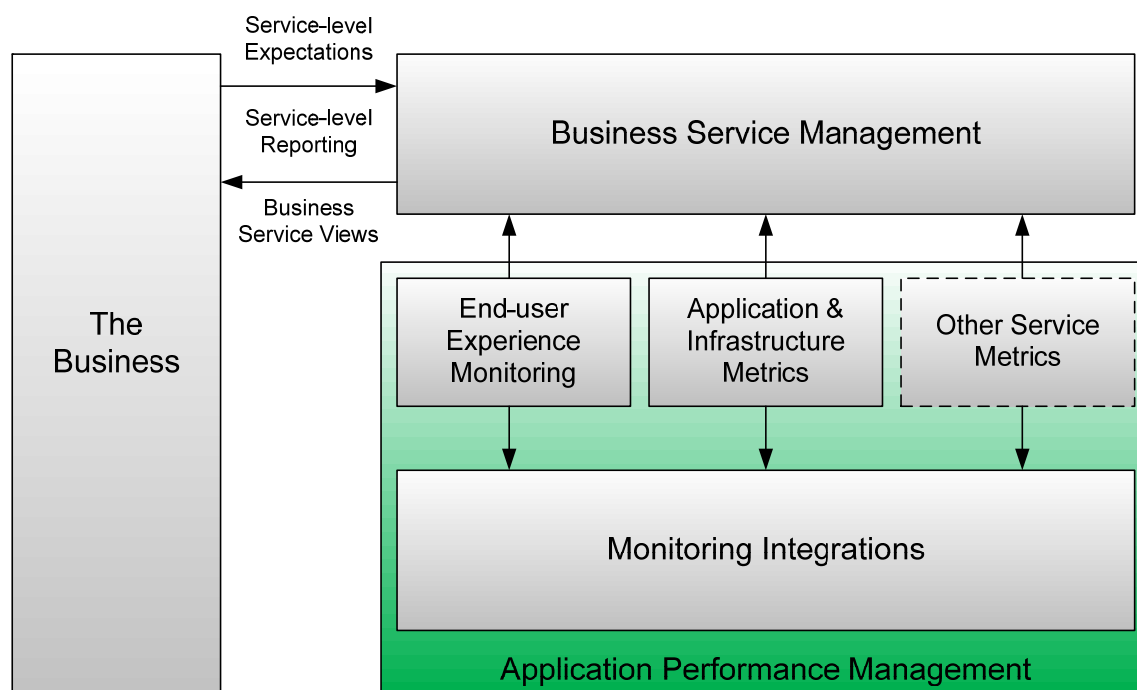 Service-level
Expectations
Service-level
Reporting
Business
Service Views
Business Service Management
The
Business
End-user
Experience
Monitoring
Application &
Infrastructure
Metrics
Other Service
Metrics
Monitoring Integrations
Application Performance Management